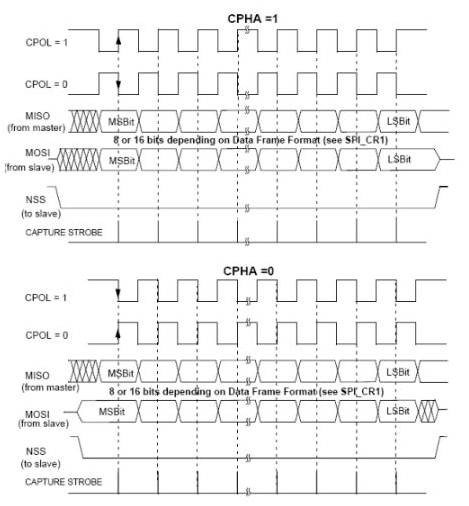 CPHA =1
CPOL = 1
CPOL = 0
MISO
(from master)
MSBit
LSBit
8 or 16 bits depending on Data Frame Format (see SPI_CR1)
MOSI
(from slave)
MSBit
LSBit
NSS
(to slave)
CAPTURE STROBE
CPHA =0
CPOL = 1
CPOL = 0
MISO
(from master)
MSBit
LSBit
8 or 16 bits depending on Data Frame Format (see SPI_CR1)
MOSI
(from slave)
MSBit
LSBit
NSS
(to slave)
CAPTURE STROBE